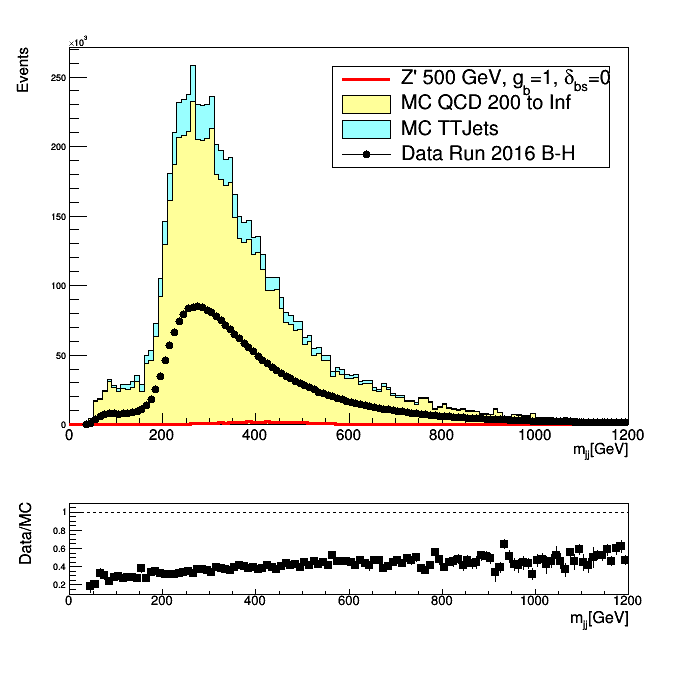 ×10³
Events
Z' 500 GeV, g_b=1, δ_bs=0
MC QCD 200 to Inf
MC TTJets
Data Run 2016 B-H
250
200
150
100
50
0
0 200 400 600 800 1000 1200
m_jj[GeV]
Data/MC
1
0.8
0.6
0.4
0.2
0 200 400 600 800 1000 1200
m_jj[GeV]